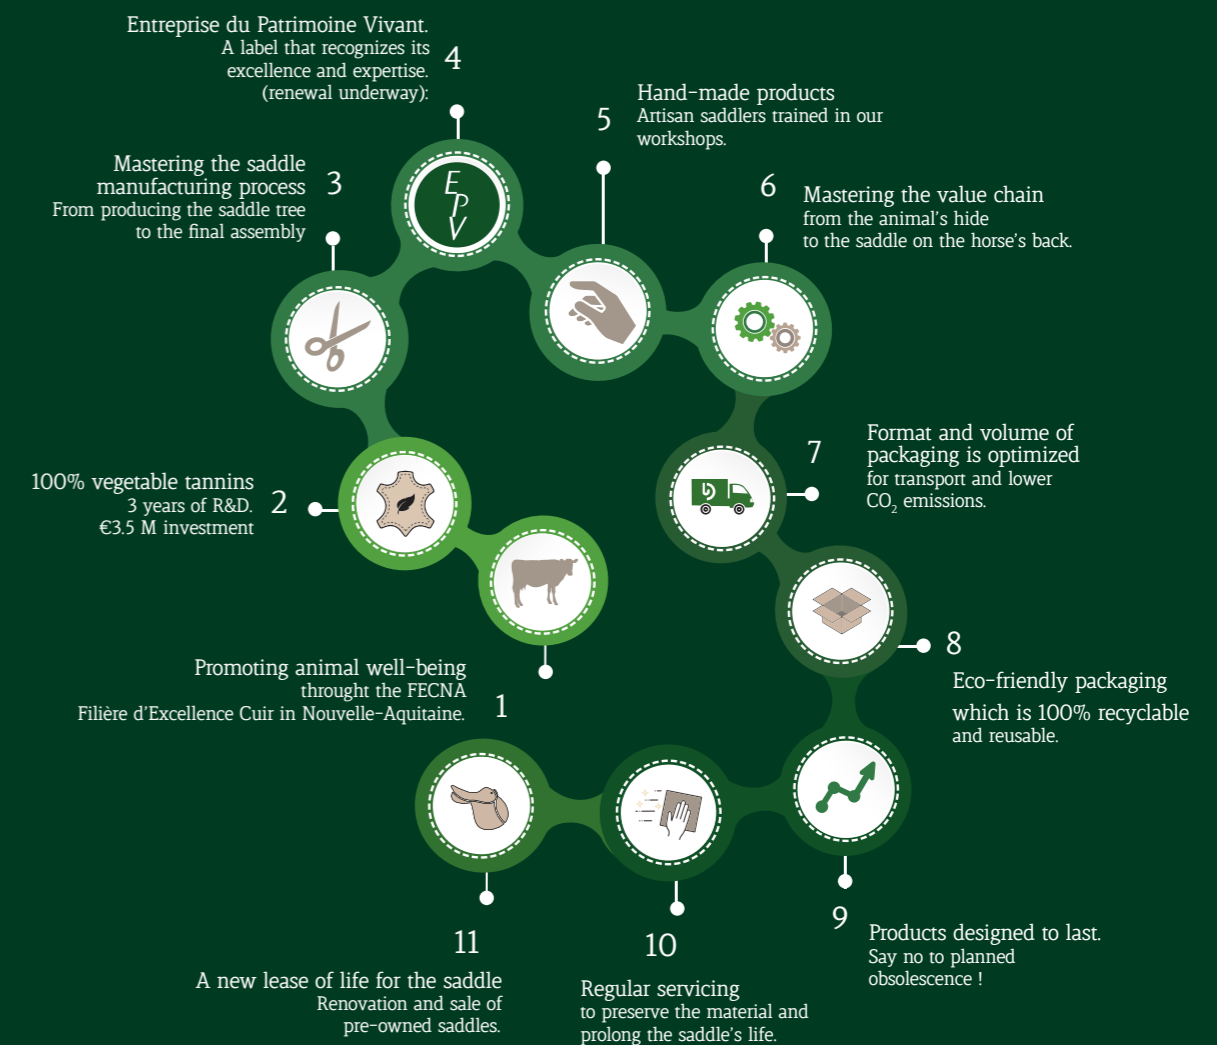 Entreprise du Patrimoine Vivant.
A label that recognizes its
excellence and expertise.
(renewal underway):
4
Hand-made products
5
Artisan saddlers trained in our
workshops.
Mastering the saddle
manufacturing process
3
From producing the saddle tree
to the final assembly
E
P
V
6
Mastering the value chain
from the animal's hide
to the saddle on the horse's back.
100% vegetable tannins
2
3 years of R&D.
€3.5 M investment
7
Format and volume of
packaging is optimized
for transport and lower
CO₂ emissions.
8
Eco-friendly packaging
which is 100% recyclable
and reusable.
Promoting animal well-being
throught the FECNA
Filière d'Excellence Cuir in Nouvelle-Aquitaine.
1
9
Products designed to last.
Say no to planned
obsolescence !
10
Regular servicing
to preserve the material and
prolong the saddle's life.
11
A new lease of life for the saddle
Renovation and sale of
pre-owned saddles.